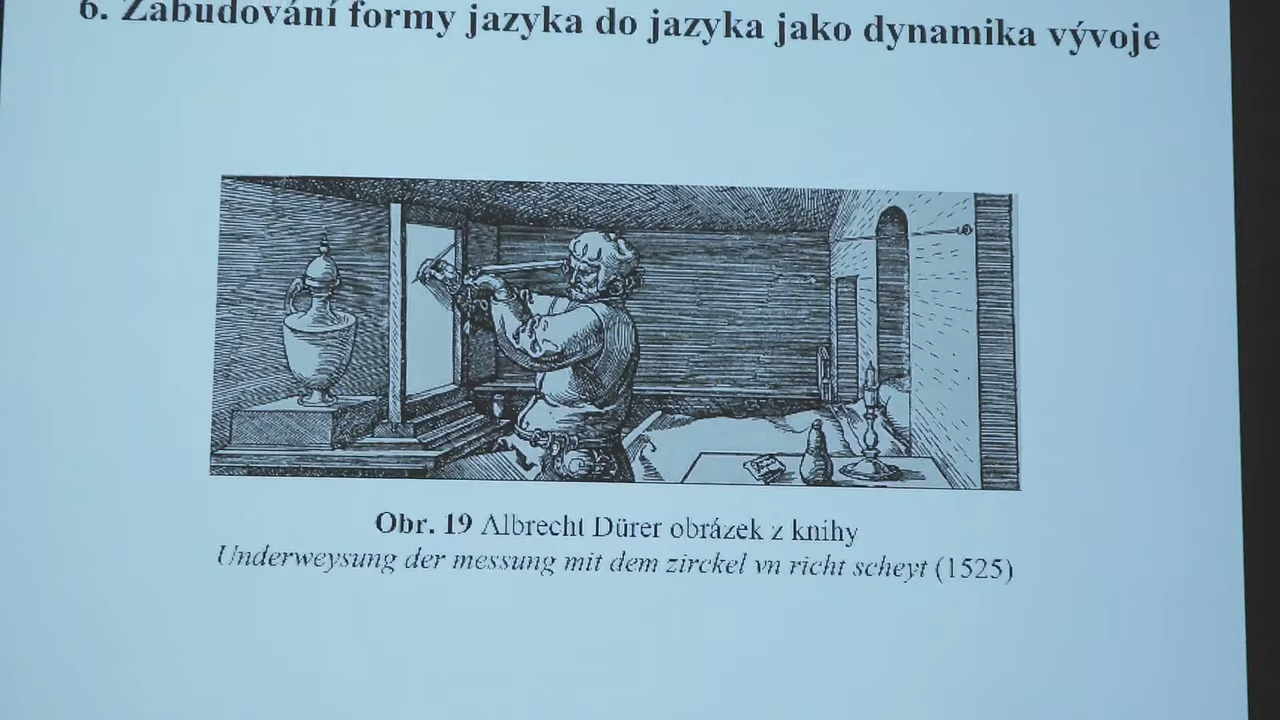 6. Zabudování formy jazyka do jazyka jako dynamika vývoje
Obr. 19 Albrecht Dürer obrázek z knihy
Underweysung der messung mit dem zirckel vn richt scheyt (1525)